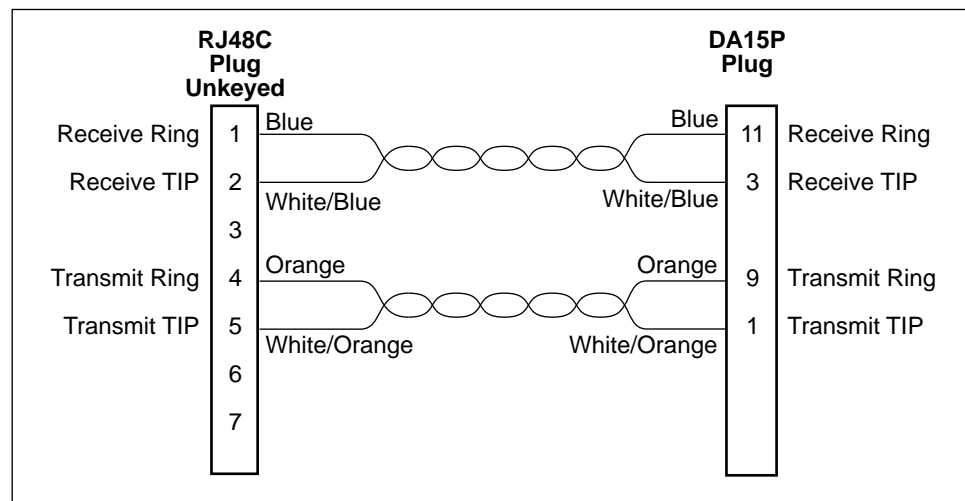 RJ48C
Plug
Unkeyed
DA15P
Plug
Receive Ring 1 Blue Blue 11 Receive Ring
Receive TIP 2 White/Blue White/Blue 3 Receive TIP
3
Transmit Ring 4 Orange Orange 9 Transmit Ring
Transmit TIP 5 White/Orange White/Orange 1 Transmit TIP
6
7